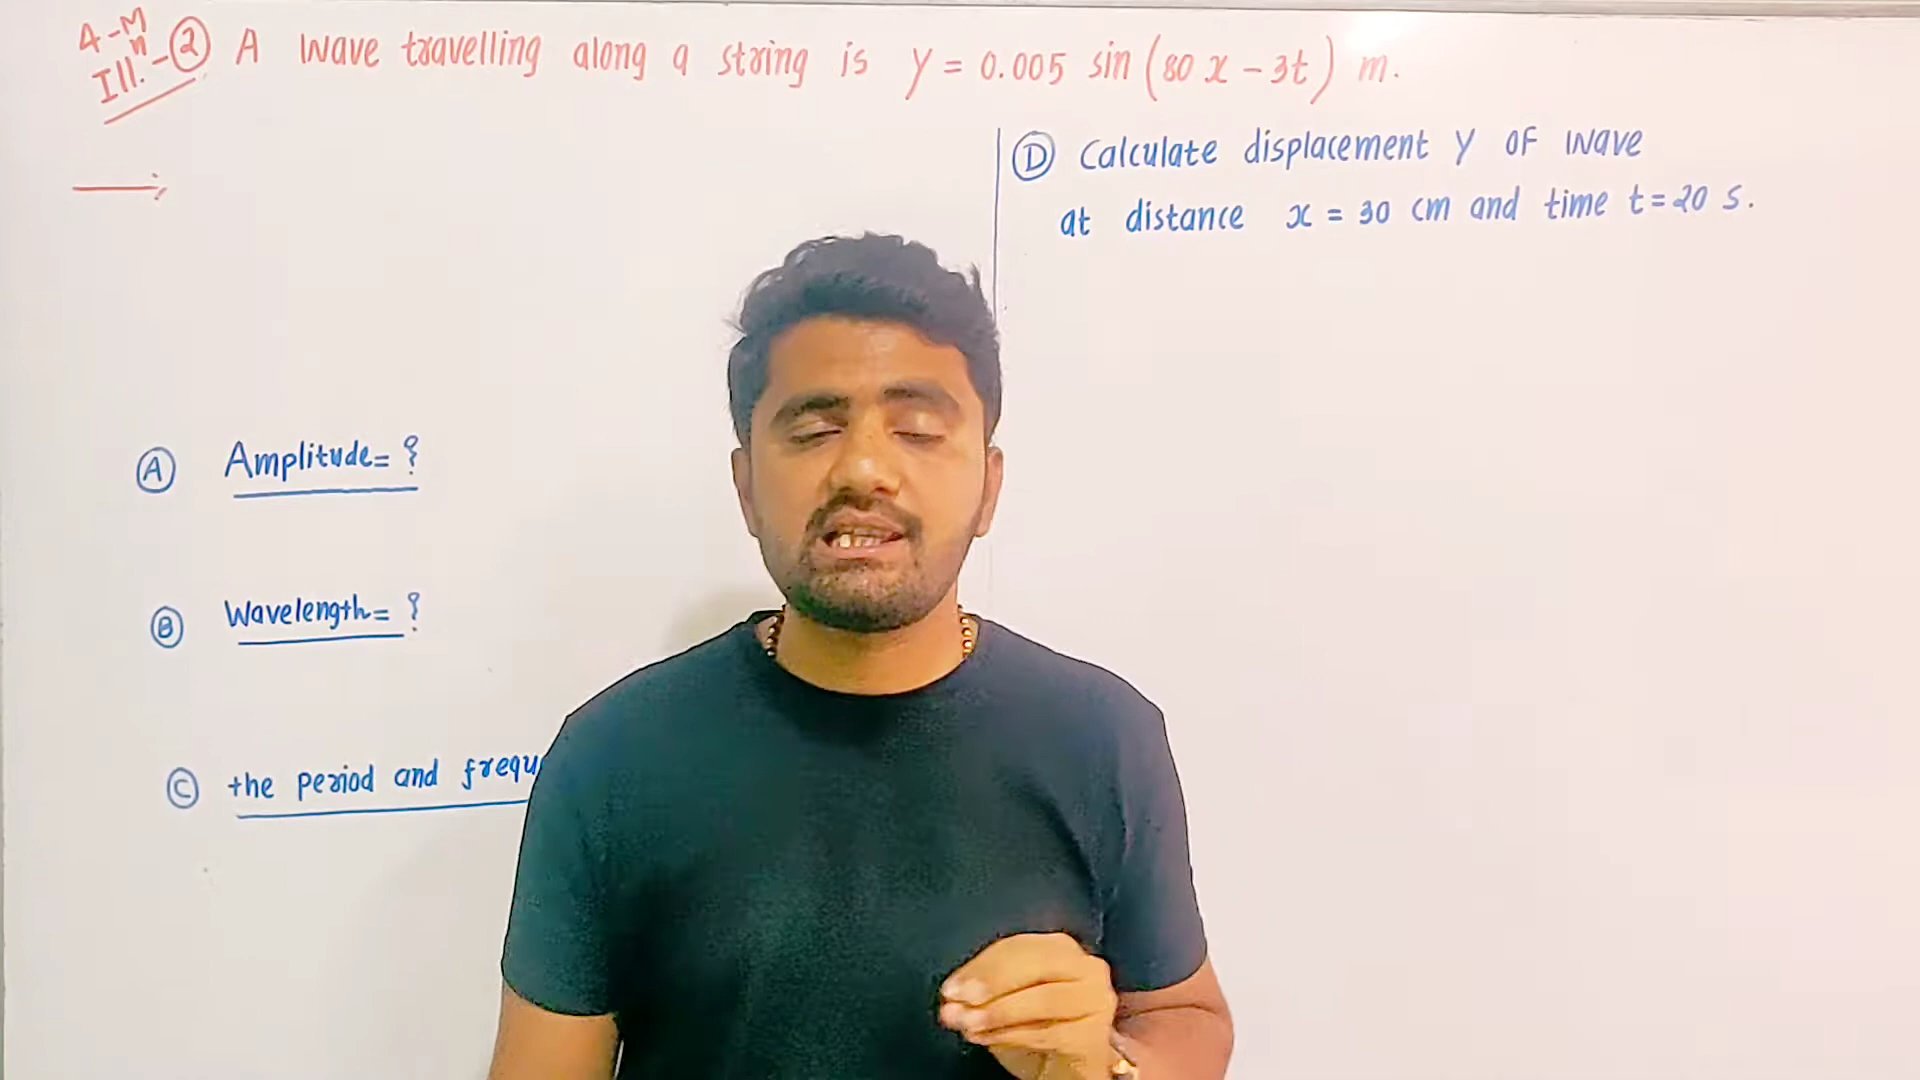 4-M
Ill.n - 2 A wave travelling along a string is y = 0.005 sin (80 x - 3t) m.
D Calculate displacement y OF wave
at distance x = 30 cm and time t = 20 s.
A Amplitude = ?
B Wavelength = ?
C the period and frequ